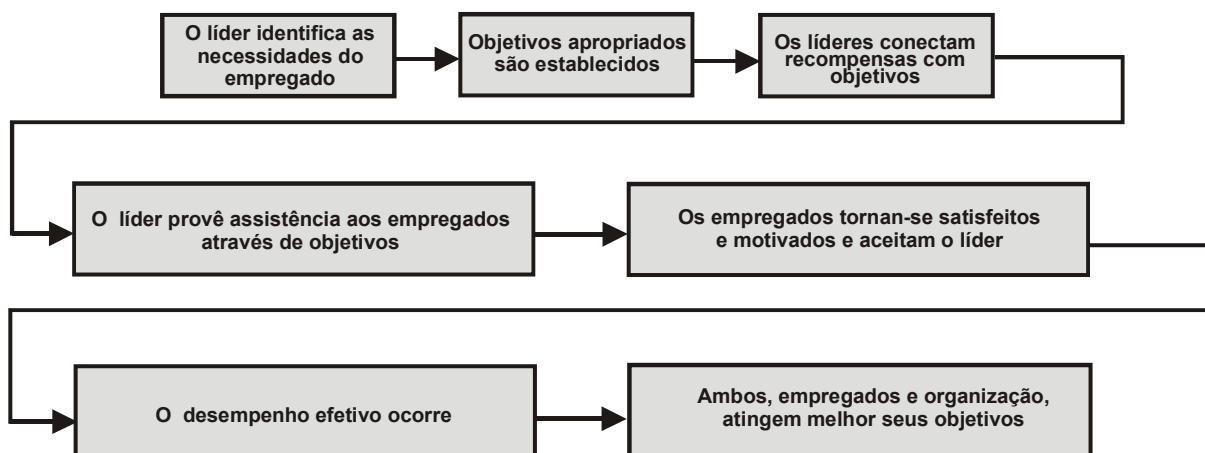 O líder identifica as
necessidades do
empregado
Objetivos apropriados
são establecidos
Os líderes conectam
recompensas com
objetivos
O líder provê assistência aos empregados
através de objetivos
Os empregados tornan-se satisfeitos
e motivados e aceitam o líder
O desempenho efetivo ocorre
Ambos, empregados e organização,
atingem melhor seus objetivos